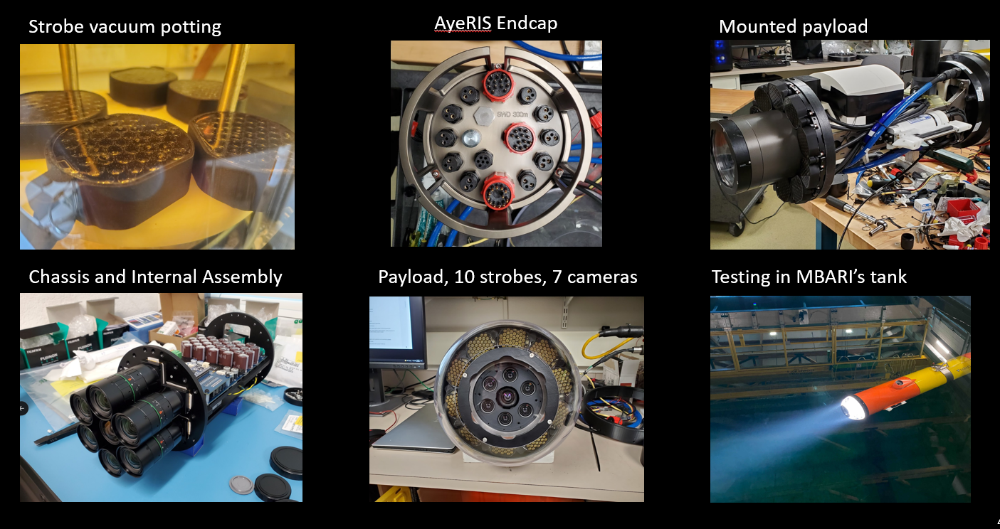 Strobe vacuum potting
AyeRIS Endcap
Mounted payload
SWD 300m
Chassis and Internal Assembly
Payload, 10 strobes, 7 cameras
Testing in MBARI's tank
FUJINON